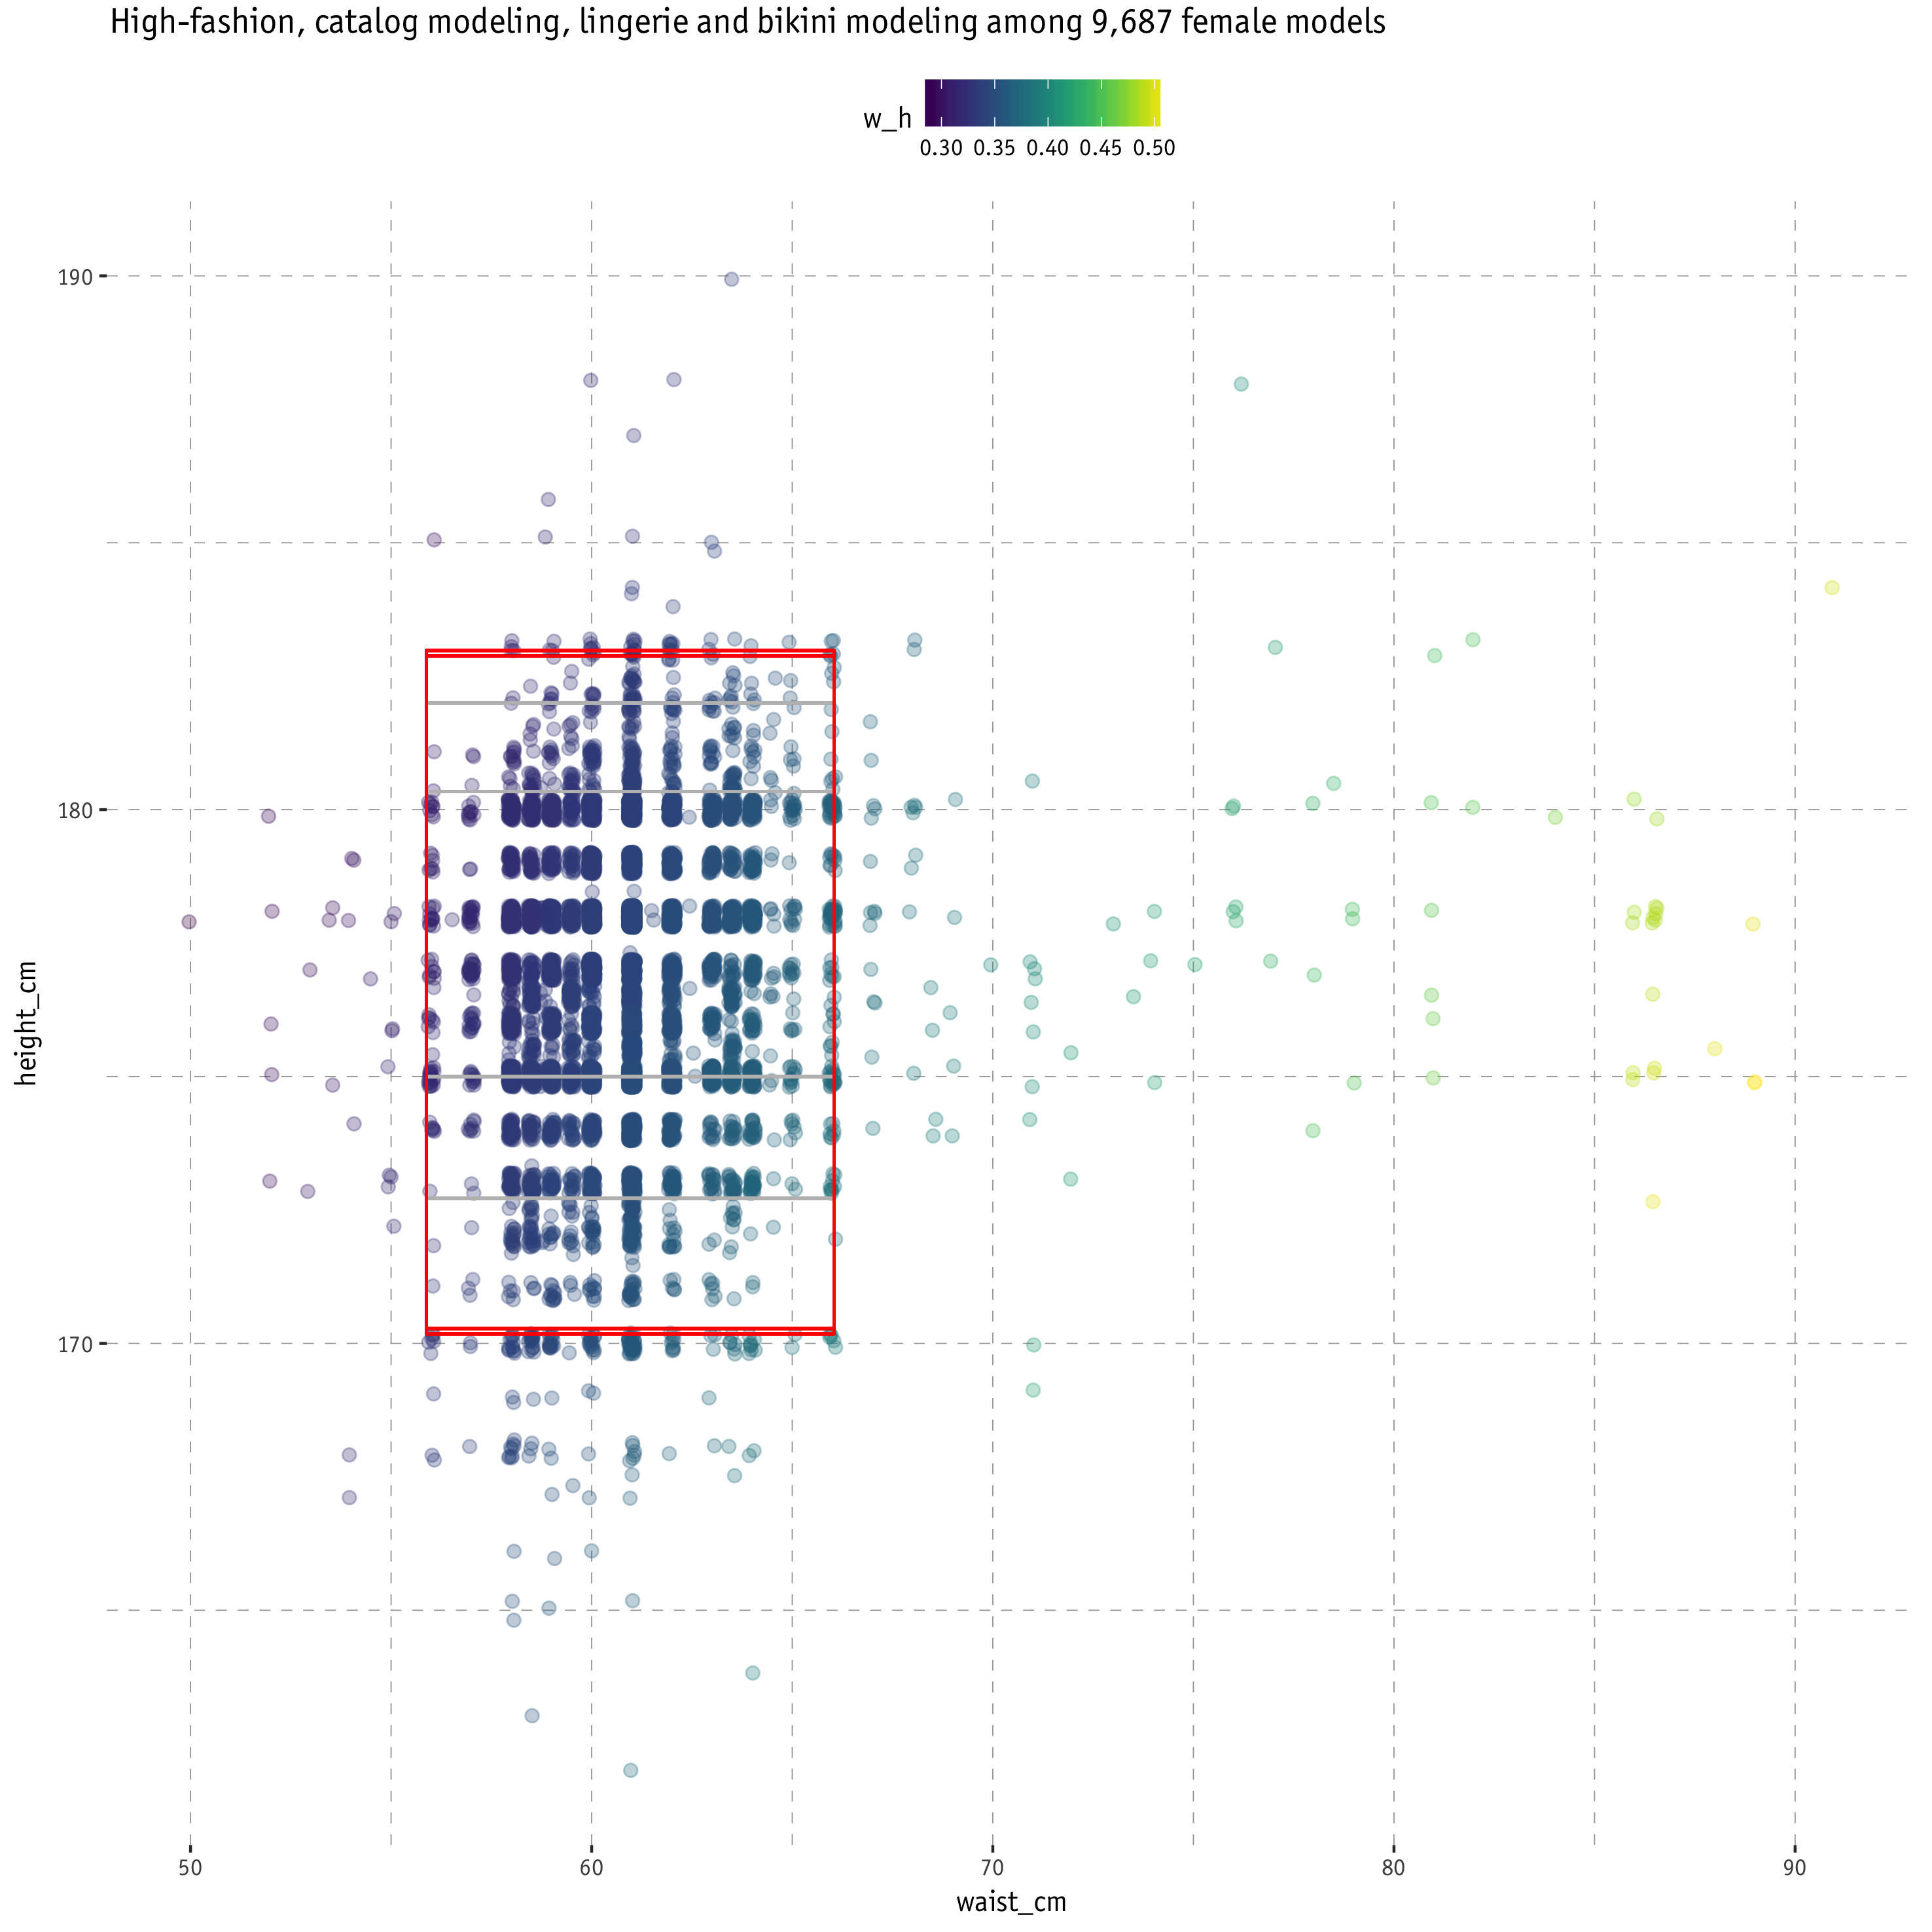 High-fashion, catalog modeling, lingerie and bikini modeling among 9,687 female models
w_h
0.30 0.35 0.40 0.45 0.50
190
180
170
height_cm
50 60 70 80 90
waist_cm